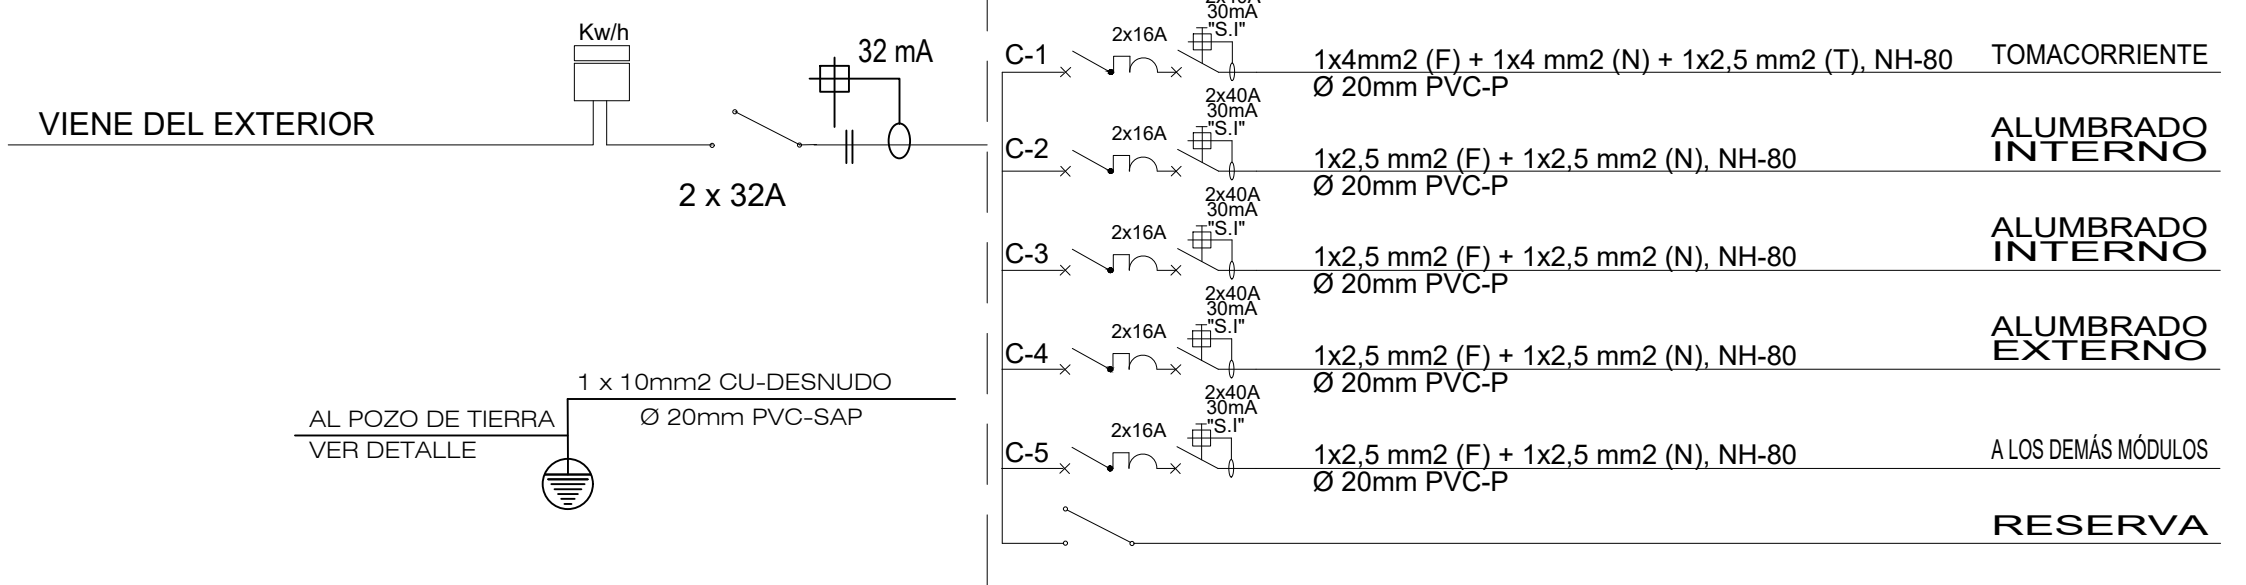 Kw/h
32 mA
VIENE DEL EXTERIOR
2 x 32A
1 x 10mm2 CU-DESNUDO
Ø 20mm PVC-SAP
AL POZO DE TIERRA
VER DETALLE
30mA
"S.I"
2x16A
C-1
1x4mm2 (F) + 1x4 mm2 (N) + 1x2,5 mm2 (T), NH-80
Ø 20mm PVC-P
TOMACORRIENTE
2x40A
30mA
"S.I"
2x16A
C-2
1x2,5 mm2 (F) + 1x2,5 mm2 (N), NH-80
Ø 20mm PVC-P
ALUMBRADO
INTERNO
2x40A
30mA
"S.I"
2x16A
C-3
1x2,5 mm2 (F) + 1x2,5 mm2 (N), NH-80
Ø 20mm PVC-P
ALUMBRADO
INTERNO
2x40A
30mA
"S.I"
2x16A
C-4
1x2,5 mm2 (F) + 1x2,5 mm2 (N), NH-80
Ø 20mm PVC-P
ALUMBRADO
EXTERNO
2x40A
30mA
"S.I"
2x16A
C-5
1x2,5 mm2 (F) + 1x2,5 mm2 (N), NH-80
Ø 20mm PVC-P
A LOS DEMÁS MÓDULOS
RESERVA